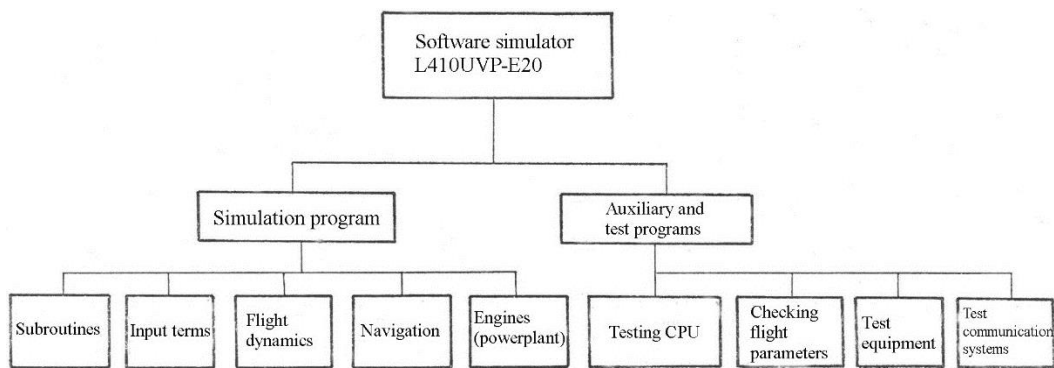 Software simulator
L410UVP-E20
Simulation program
Auxiliary and
test programs
Subroutines
Input terms
Flight
dynamics
Navigation
Engines
(powerplant)
Testing CPU
Checking
flight
parameters
Test
equipment
Test
communication
systems